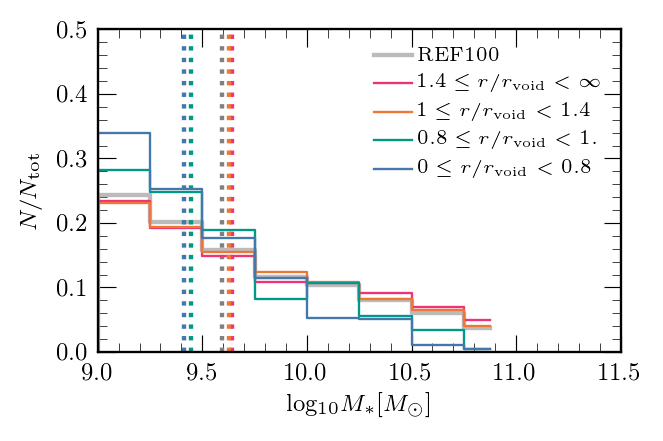 0.5
0.4
0.3
0.2
0.1
0.0
N/N_tot
REF100
1.4 ≤ r/r_void < ∞
1 ≤ r/r_void < 1.4
0.8 ≤ r/r_void < 1.
0 ≤ r/r_void < 0.8
9.0 9.5 10.0 10.5 11.0 11.5
log₁₀M_*[M_⊙]